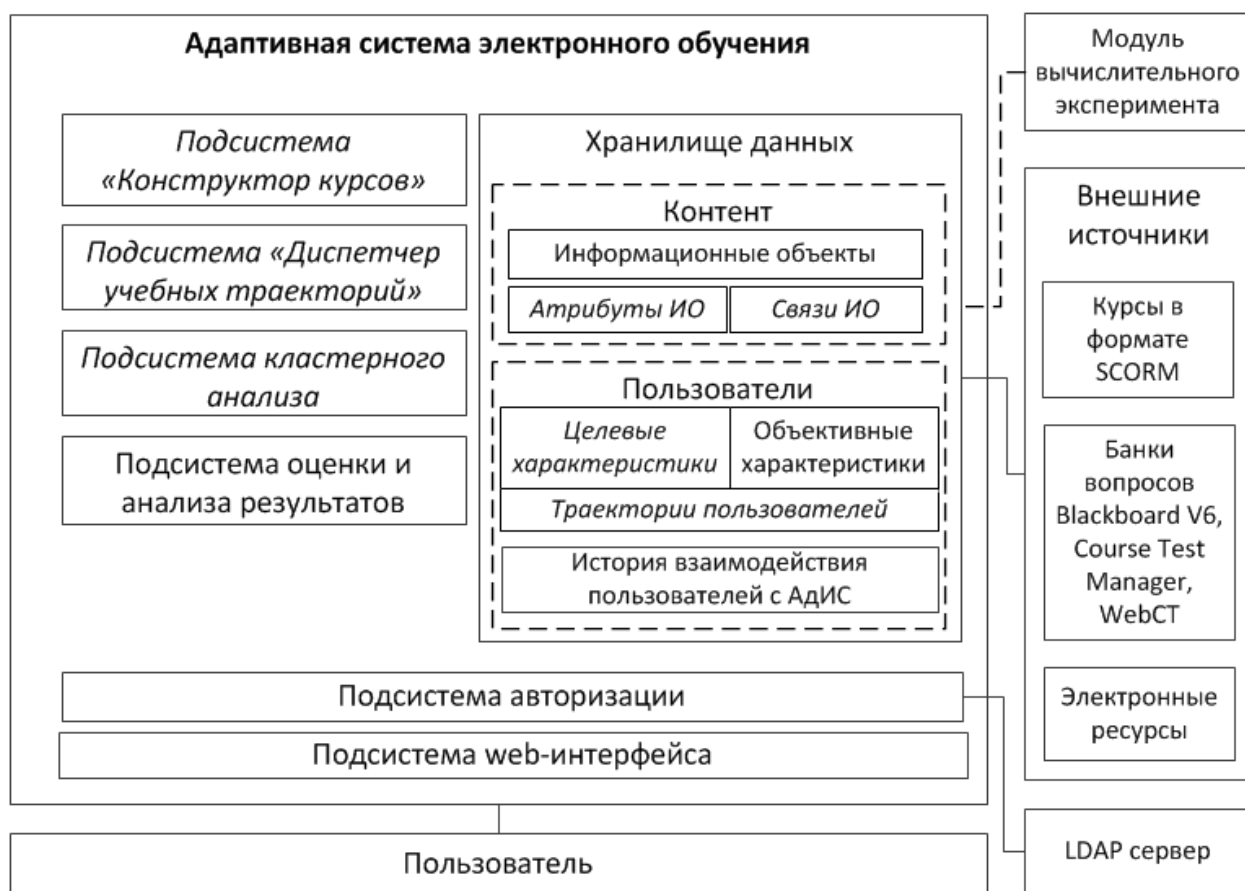 Адаптивная система электронного обучения
Подсистема
«Конструктор курсов»
Подсистема «Диспетчер
учебных траекторий»
Подсистема кластерного
анализа
Подсистема оценки и
анализа результатов
Хранилище данных
Контент
Информационные объекты
Атрибуты ИО
Связи ИО
Пользователи
Целевые
характеристики
Объективные
характеристики
Траектории пользователей
История взаимодействия
пользователей с АдИС
Подсистема авторизации
Подсистема web-интерфейса
Пользователь
Модуль
вычислительного
эксперимента
Внешние
источники
Курсы в
формате
SCORM
Банки
вопросов
Blackboard V6,
Course Test
Manager,
WebCT
Электронные
ресурсы
LDAP сервер